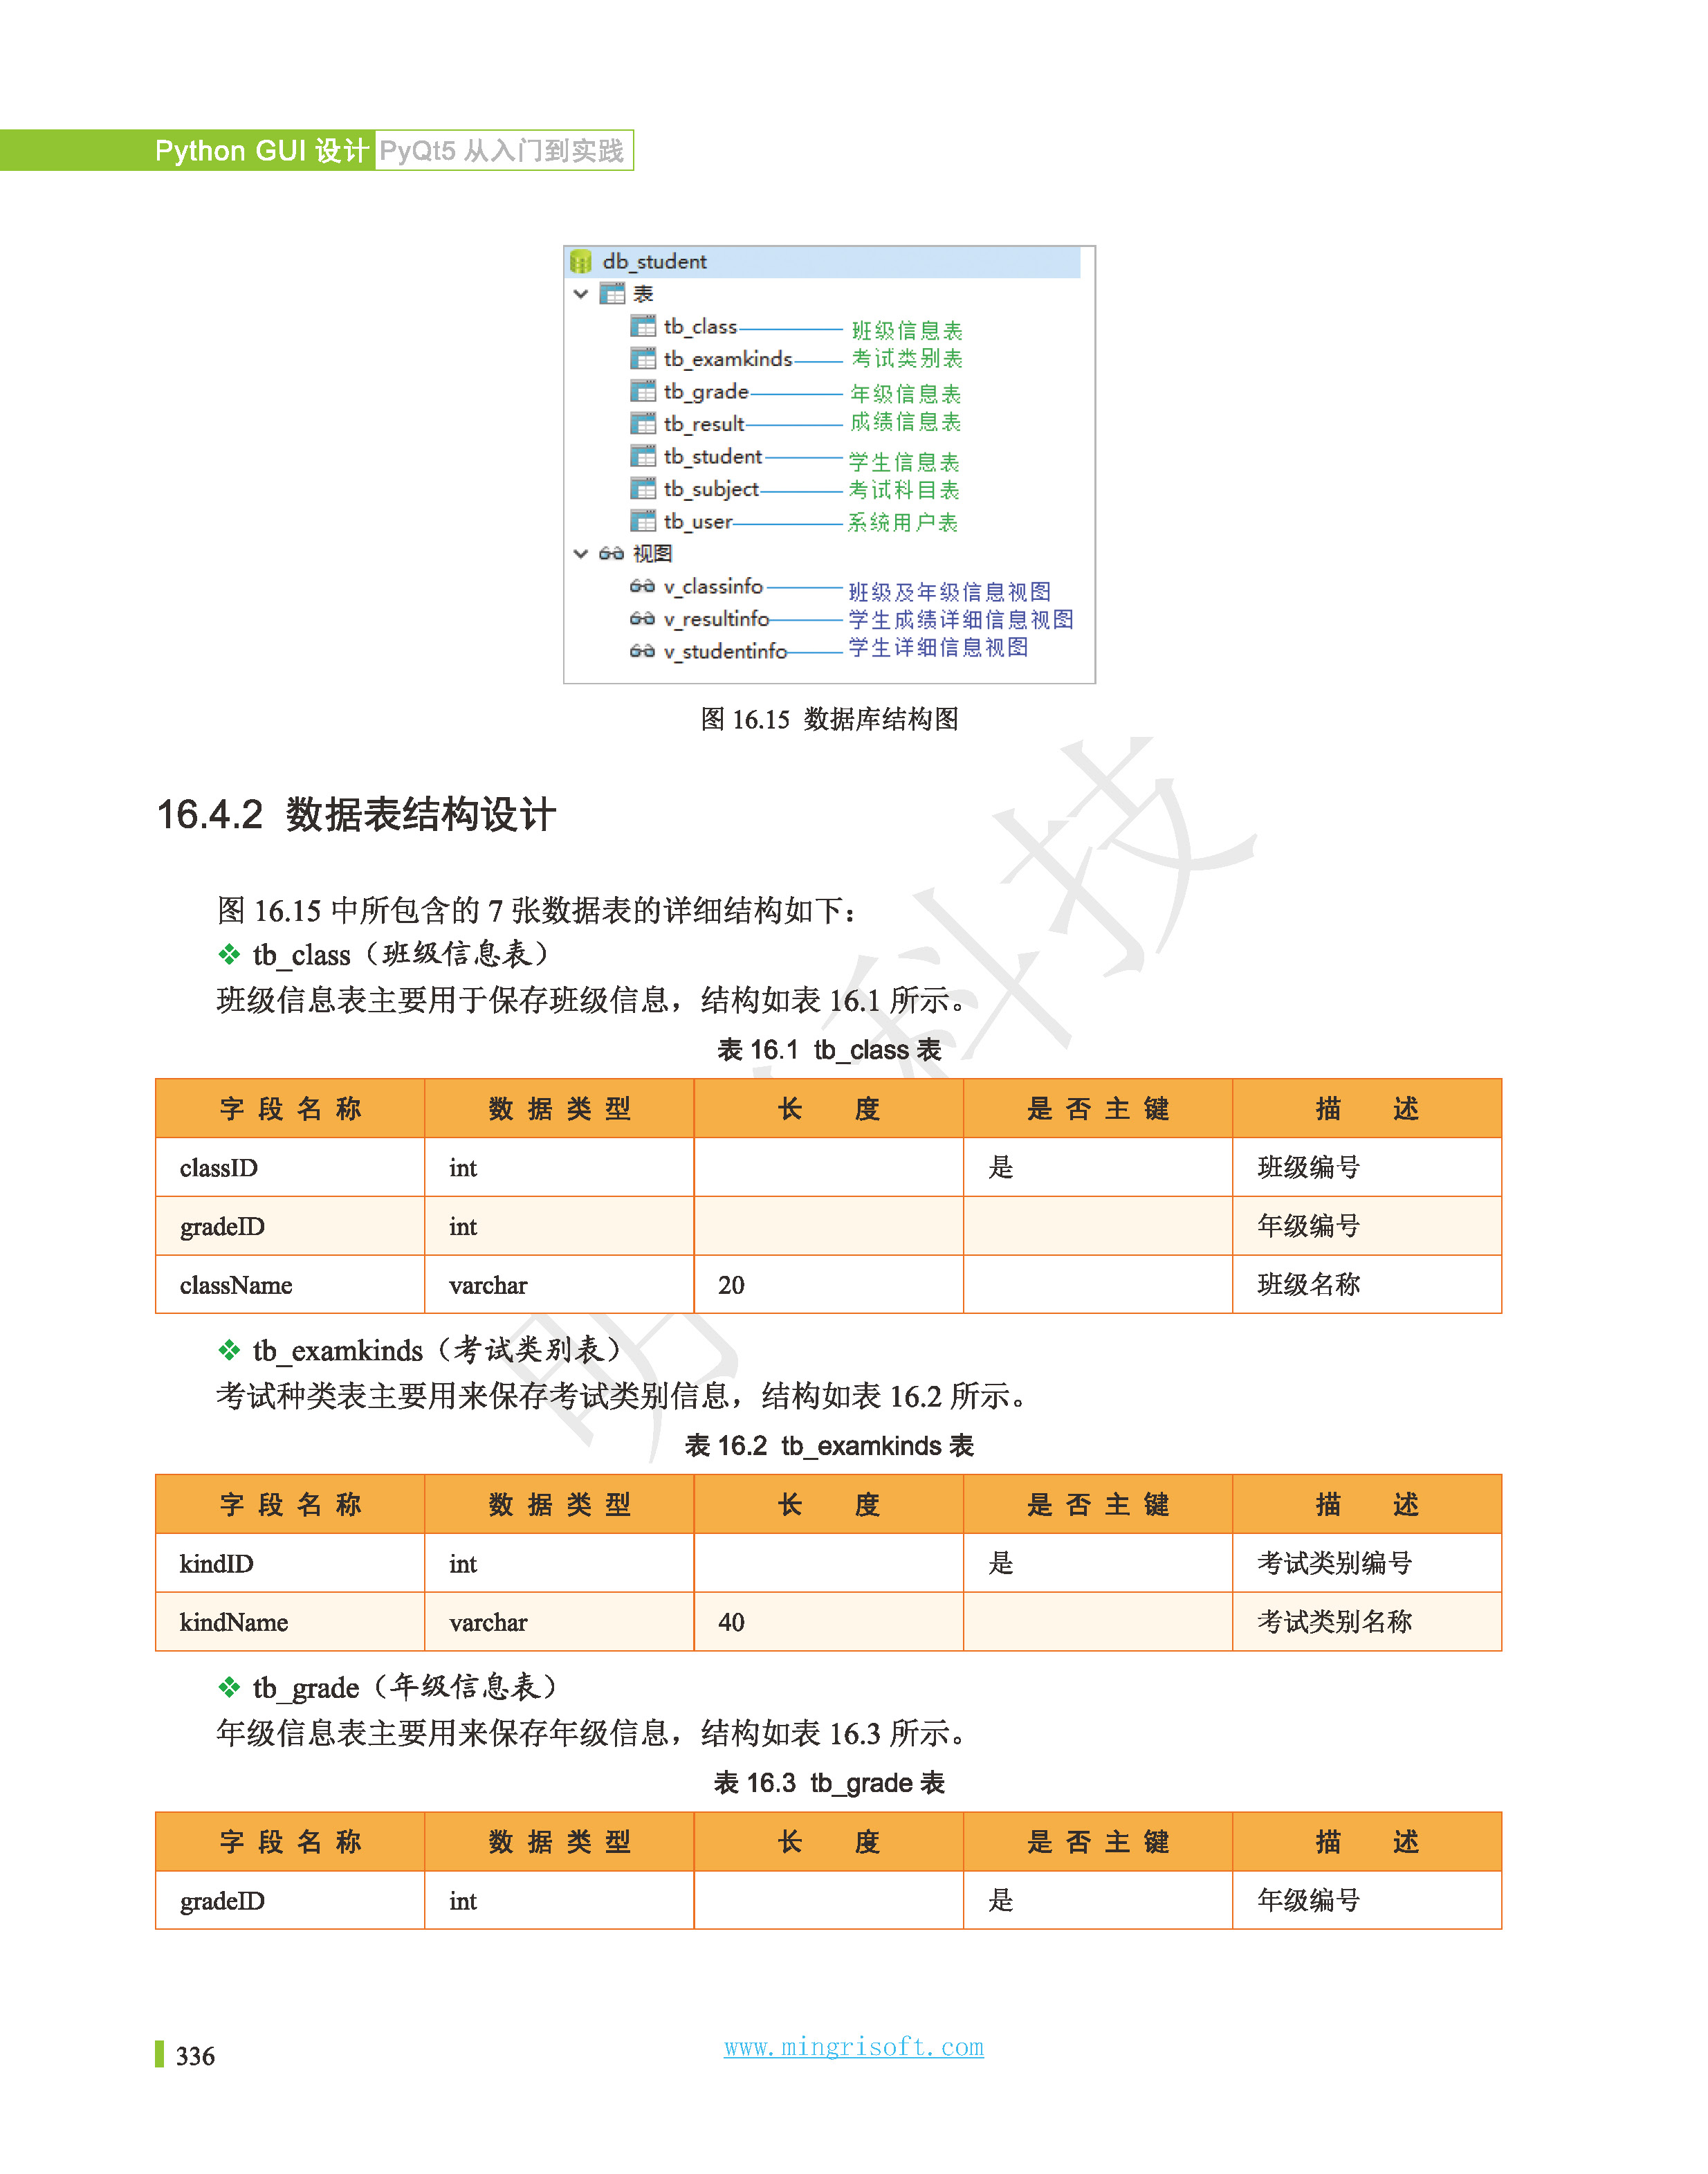 Python GUI 设计 PyQt5 从入门到实践
db_student
表
tb_class 班级信息表
tb_examkinds 考试类别表
tb_grade 年级信息表
tb_result 成绩信息表
tb_student 学生信息表
tb_subject 考试科目表
tb_user 系统用户表
视图
v_classinfo 班级及年级信息视图
v_resultinfo 学生成绩详细信息视图
v_studentinfo 学生详细信息视图
图 16.15 数据库结构图
16.4.2 数据表结构设计
图 16.15 中所包含的 7 张数据表的详细结构如下：
❖ tb_class（班级信息表）
班级信息表主要用于保存班级信息，结构如表 16.1 所示。
表 16.1 tb_class 表
字段名称 数据类型 长度 是否主键 描述
classID int 是 班级编号
gradeID int 年级编号
className varchar 20 班级名称
❖ tb_examkinds（考试类别表）
考试种类表主要用来保存考试类别信息，结构如表 16.2 所示。
表 16.2 tb_examkinds 表
字段名称 数据类型 长度 是否主键 描述
kindID int 是 考试类别编号
kindName varchar 40 考试类别名称
❖ tb_grade（年级信息表）
年级信息表主要用来保存年级信息，结构如表 16.3 所示。
表 16.3 tb_grade 表
字段名称 数据类型 长度 是否主键 描述
gradeID int 是 年级编号
336
www.mingrisoft.com
科技